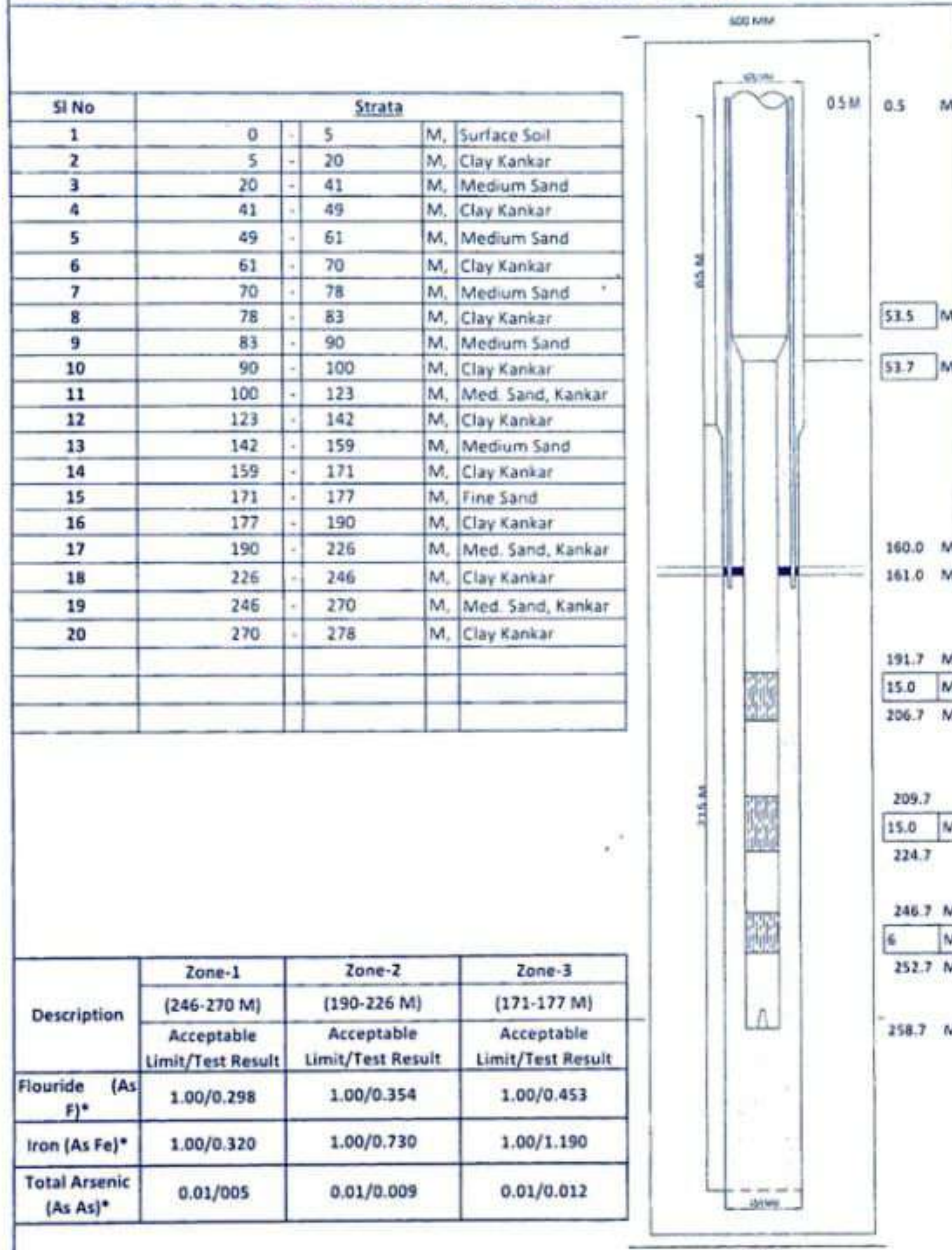 Sl No Strata
1 0 - 5 M, Surface Soil
2 5 - 20 M, Clay Kankar
3 20 - 41 M, Medium Sand
4 41 - 49 M, Clay Kankar
5 49 - 61 M, Medium Sand
6 61 - 70 M, Clay Kankar
7 70 - 78 M, Medium Sand
8 78 - 83 M, Clay Kankar
9 83 - 90 M, Medium Sand
10 90 - 100 M, Clay Kankar
11 100 - 123 M, Med. Sand, Kankar
12 123 - 142 M, Clay Kankar
13 142 - 159 M, Medium Sand
14 159 - 171 M, Clay Kankar
15 171 - 177 M, Fine Sand
16 177 - 190 M, Clay Kankar
17 190 - 226 M, Med. Sand, Kankar
18 226 - 246 M, Clay Kankar
19 246 - 270 M, Med. Sand, Kankar
20 270 - 278 M, Clay Kankar
Description Zone-1 Zone-2 Zone-3
(246-270 M) (190-226 M) (171-177 M)
Acceptable Acceptable Acceptable
Limit/Test Result Limit/Test Result Limit/Test Result
Flouride (As
F)* 1.00/0.298 1.00/0.354 1.00/0.453
Iron (As Fe)* 1.00/0.320 1.00/0.730 1.00/1.190
Total Arsenic
(As As)* 0.01/005 0.01/0.009 0.01/0.012
600 MM
0.5 M 0.5 M
65 M
53.5 M
53.7 M
160.0 M
161.0 M
191.7 M
15.0 M
206.7 M
215 M
209.7
15.0 M
224.7
246.7 M
6 M
252.7 M
258.7 M